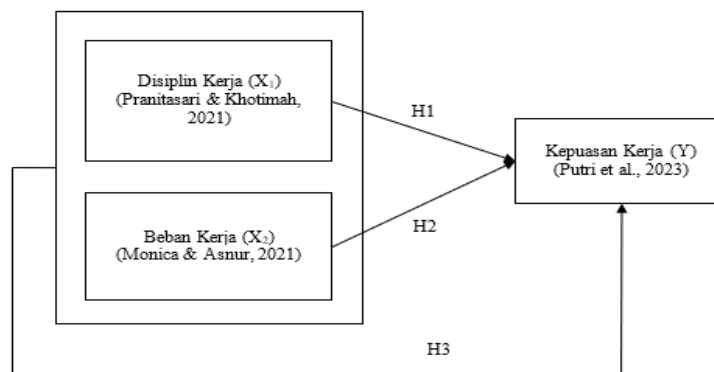 Disiplin Kerja (X₁)
(Pranitasari & Khotimah,
2021)
H1
Kepuasan Kerja (Y)
(Putri et al., 2023)
Beban Kerja (X₂)
(Monica & Asnur, 2021)
H2
H3